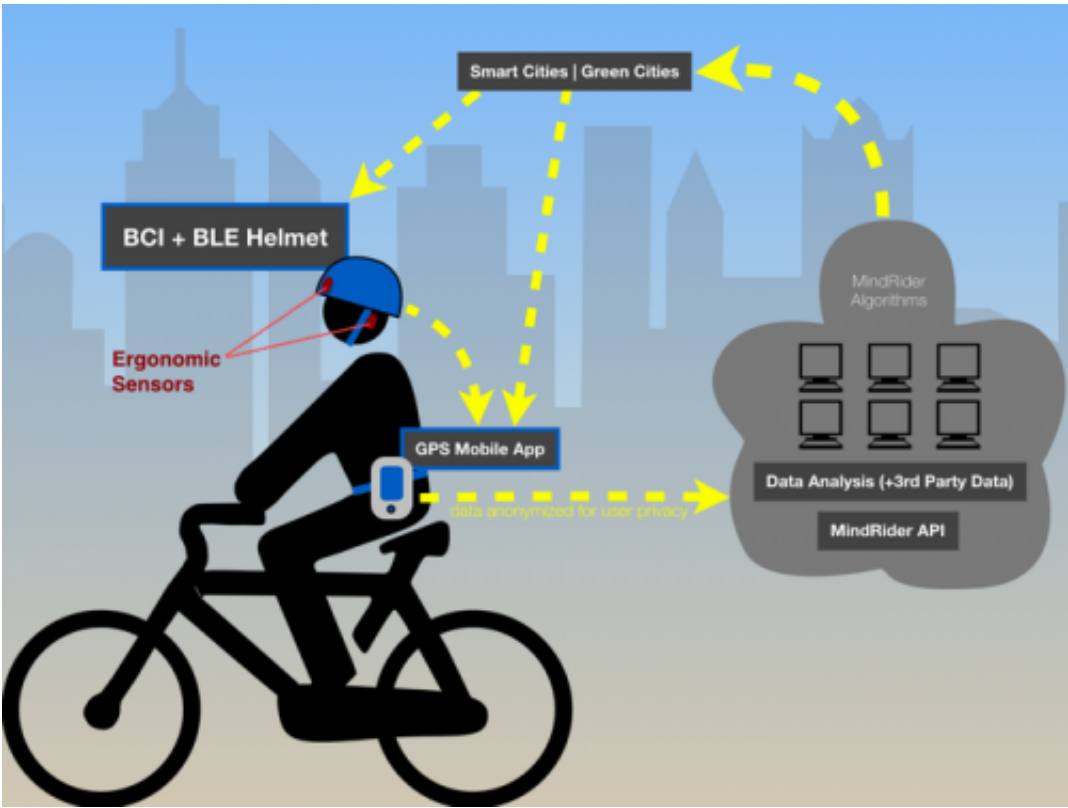 Smart Cities | Green Cities
BCI + BLE Helmet
MindRider
Algorithms
Ergonomic
Sensors
GPS Mobile App
Data Analysis (+3rd Party Data)
data anonymized for user privacy
MindRider API